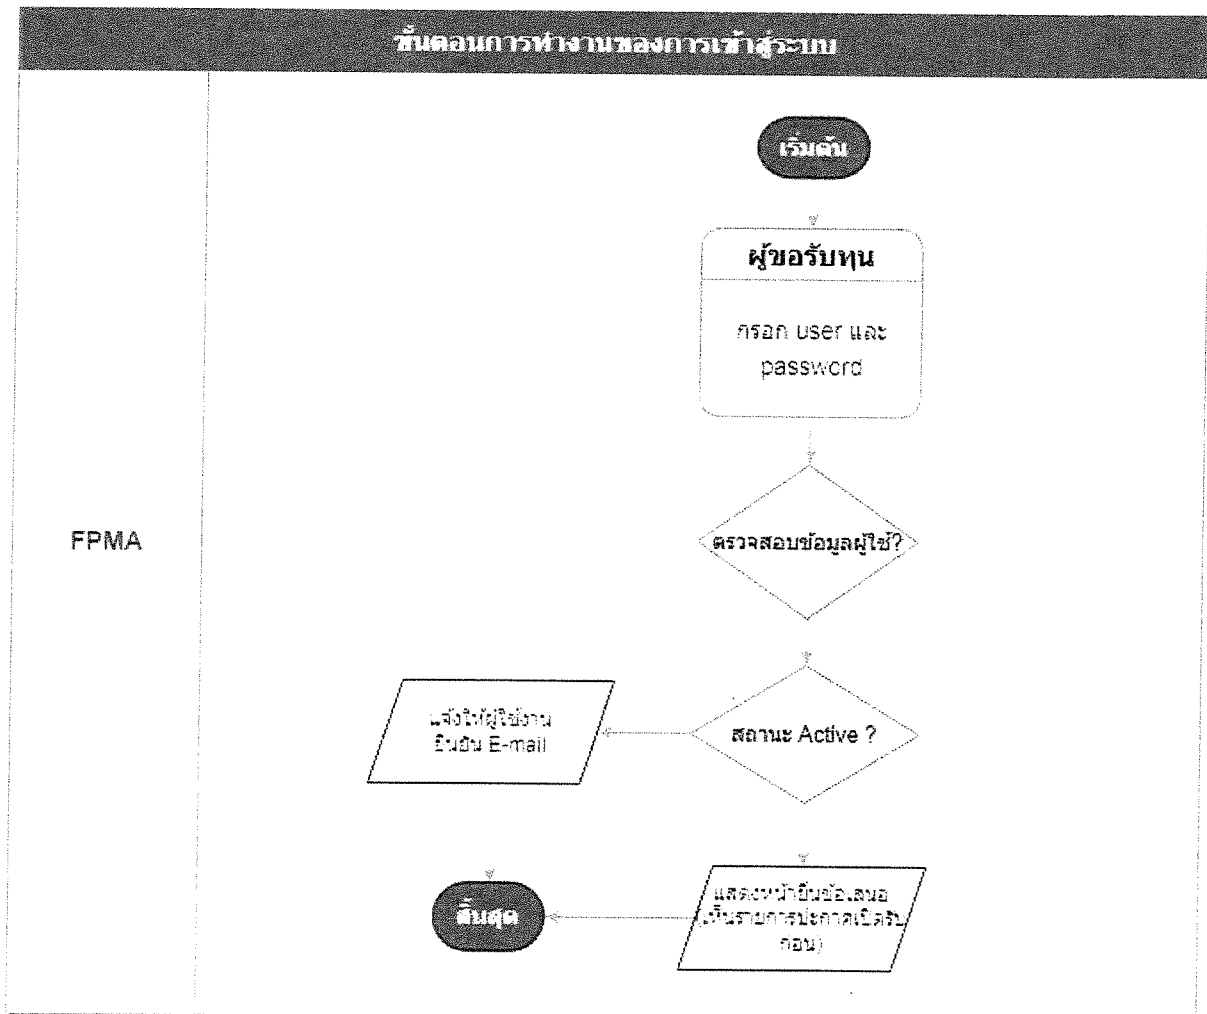 ขั้นตอนการทำงานของการเข้าสู่ระบบ
เริ่มต้น
ผู้ขอรับทุน
กรอก user และ
password
FPMA
ตรวจสอบข้อมูลผู้ใช้?
แจ้งให้ผู้ใช้งาน
ยืนยัน E-mail
สถานะ Active ?
สิ้นสุด
แสดงหน้ายื่นข้อเสนอ
(เห็นรายการประกาศเปิดรับ
ก่อน)